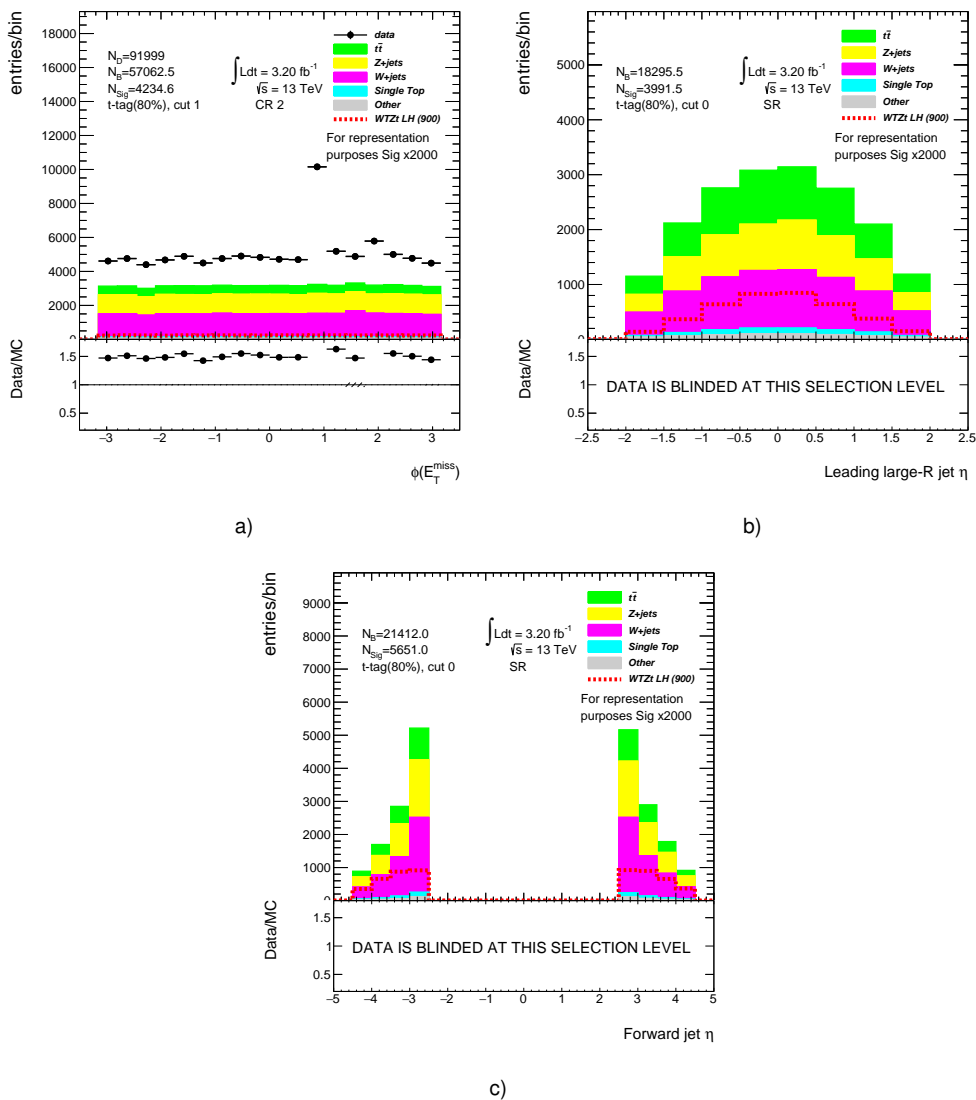 entries/bin
18000
16000
14000
12000
10000
8000
6000
4000
2000
0
N_D=91999
N_B=57062.5
N_Sig=4234.6
t-tag(80%), cut 1
∫Ldt = 3.20 fb⁻¹
√s = 13 TeV
CR 2
data
tt̄
Z+jets
W+jets
Single Top
Other
WTZt LH (900)
For representation
purposes Sig x2000
Data/MC
1.5
1
0.5
−3 −2 −1 0 1 2 3
ϕ(E_T^miss)
a)
entries/bin
5000
4000
3000
2000
1000
0
N_B=18295.5
N_Sig=3991.5
t-tag(80%), cut 0
∫Ldt = 3.20 fb⁻¹
√s = 13 TeV
SR
tt̄
Z+jets
W+jets
Single Top
Other
WTZt LH (900)
For representation
purposes Sig x2000
Data/MC
1.5
1
0.5
DATA IS BLINDED AT THIS SELECTION LEVEL
−2.5 −2 −1.5 −1 −0.5 0 0.5 1 1.5 2 2.5
Leading large-R jet η
b)
entries/bin
9000
8000
7000
6000
5000
4000
3000
2000
1000
0
N_B=21412.0
N_Sig=5651.0
t-tag(80%), cut 0
∫Ldt = 3.20 fb⁻¹
√s = 13 TeV
SR
tt̄
Z+jets
W+jets
Single Top
Other
WTZt LH (900)
For representation
purposes Sig x2000
Data/MC
1.5
1
0.5
DATA IS BLINDED AT THIS SELECTION LEVEL
−5 −4 −3 −2 −1 0 1 2 3 4 5
Forward jet η
c)